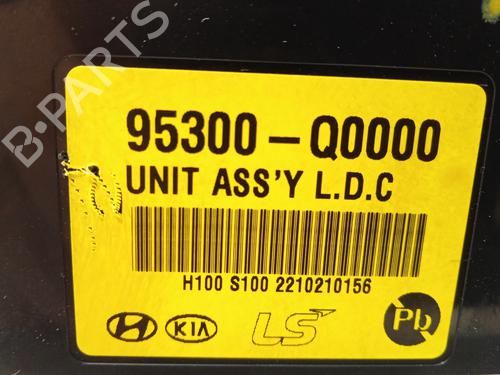 B-PARTS
95300-Q0000
UNIT ASS'Y L.D.C
H100 S100 2210210156
KIA LS Pb